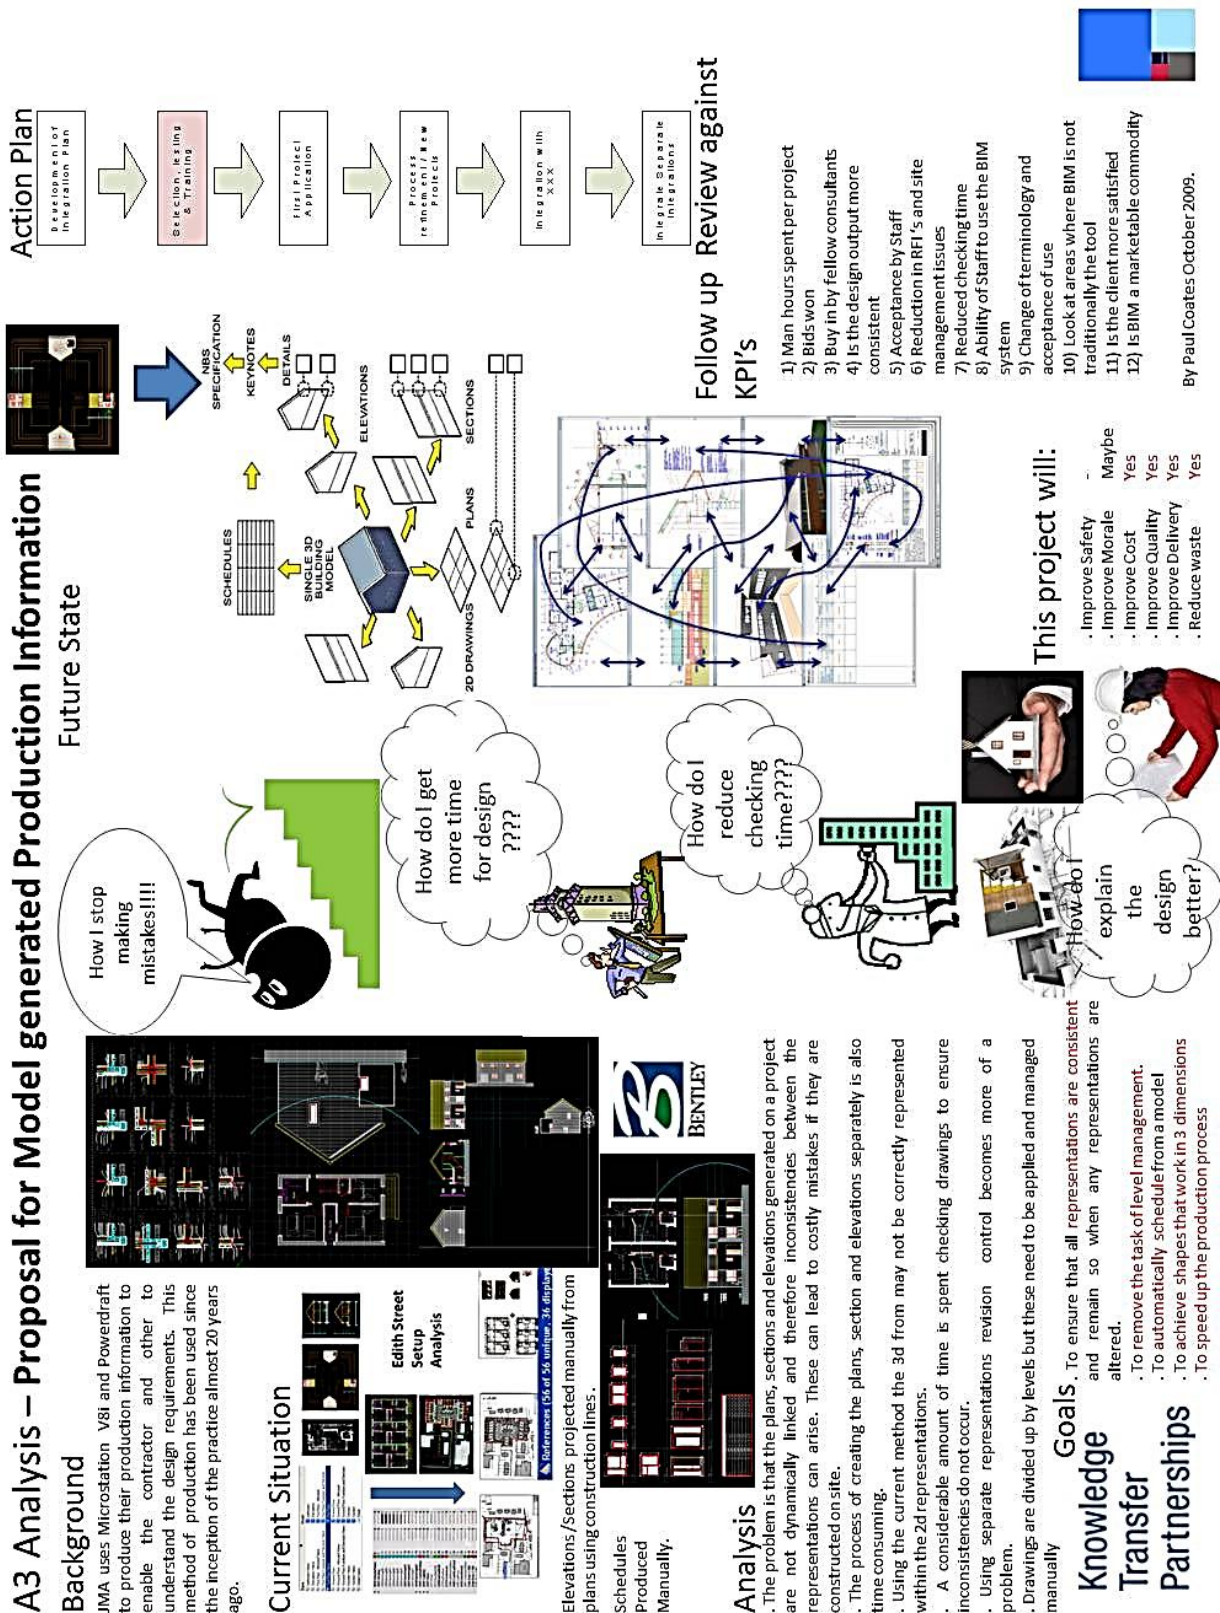 A3 Analysis – Proposal for Model generated Production Information
Background
JMA uses Microstation V8i and Powerdraft
to produce their production information to
enable the contractor and other to
understand the design requirements. This
method of production has been used since
the inception of the practice almost 20 years
ago.
Current Situation
Edith Street
Setup
Analysis
References (56 of 56 unique, 36 displaye
Elevations/Sections projected manually from
plans using construction lines.
Schedules
Produced
Manually.
BENTLEY
Analysis
. The problem is that the plans, sections and elevations generated on a project
are not dynamically linked and therefore inconsistencies between the
representations can arise. These can lead to costly mistakes if they are
constructed on site.
. The process of creating the plans, section and elevations separately is also
time consuming.
. Using the current method the 3d from may not be correctly represented
within the 2d representations.
. A considerable amount of time is spent checking drawings to ensure
inconsistencies do not occur.
. Using separate representations revision control becomes more of a
problem.
. Drawings are divided up by levels but these need to be applied and managed
manually
Goals
. To ensure that all representations are consistent
and remain so when any representations are
altered.
. To remove the task of level management.
. To automatically schedule from a model
. To achieve shapes that work in 3 dimensions
. To speed up the production process
Knowledge
Transfer
Partnerships
How I stop
making
mistakes!!!!
How do I get
more time
for design
????
How do I
reduce
checking
time????
How do I
explain
the
design
better?
Future State
SCHEDULES
NBS
SPECIFICATION
KEYNOTES
DETAILS
SINGLE 3D
BUILDING
MODEL
ELEVATIONS
SECTIONS
PLANS
2D DRAWINGS
This project will:
. Improve Safety -
. Improve Morale Maybe
. Improve Cost Yes
. Improve Quality Yes
. Improve Delivery Yes
. Reduce waste Yes
Action Plan
Development of
Integration Plan
Selection, testing
& Training
First Project
Application
Process
refinement / New
Projects
Integration with
XXX
Integrate Separate
Integrations
Follow up Review against
KPI's
1) Man hours spent per project
2) Bids won
3) Buy in by fellow consultants
4) Is the design output more
consistent
5) Acceptance by Staff
6) Reduction in RFI 's and site
management issues
7) Reduced checking time
8) Ability of Staff to use the BIM
system
9) Change of terminology and
acceptance of use
10) Look at areas where BIM is not
traditionally the tool
11) Is the client more satisfied
12) Is BIM a marketable commodity
By Paul Coates October 2009.